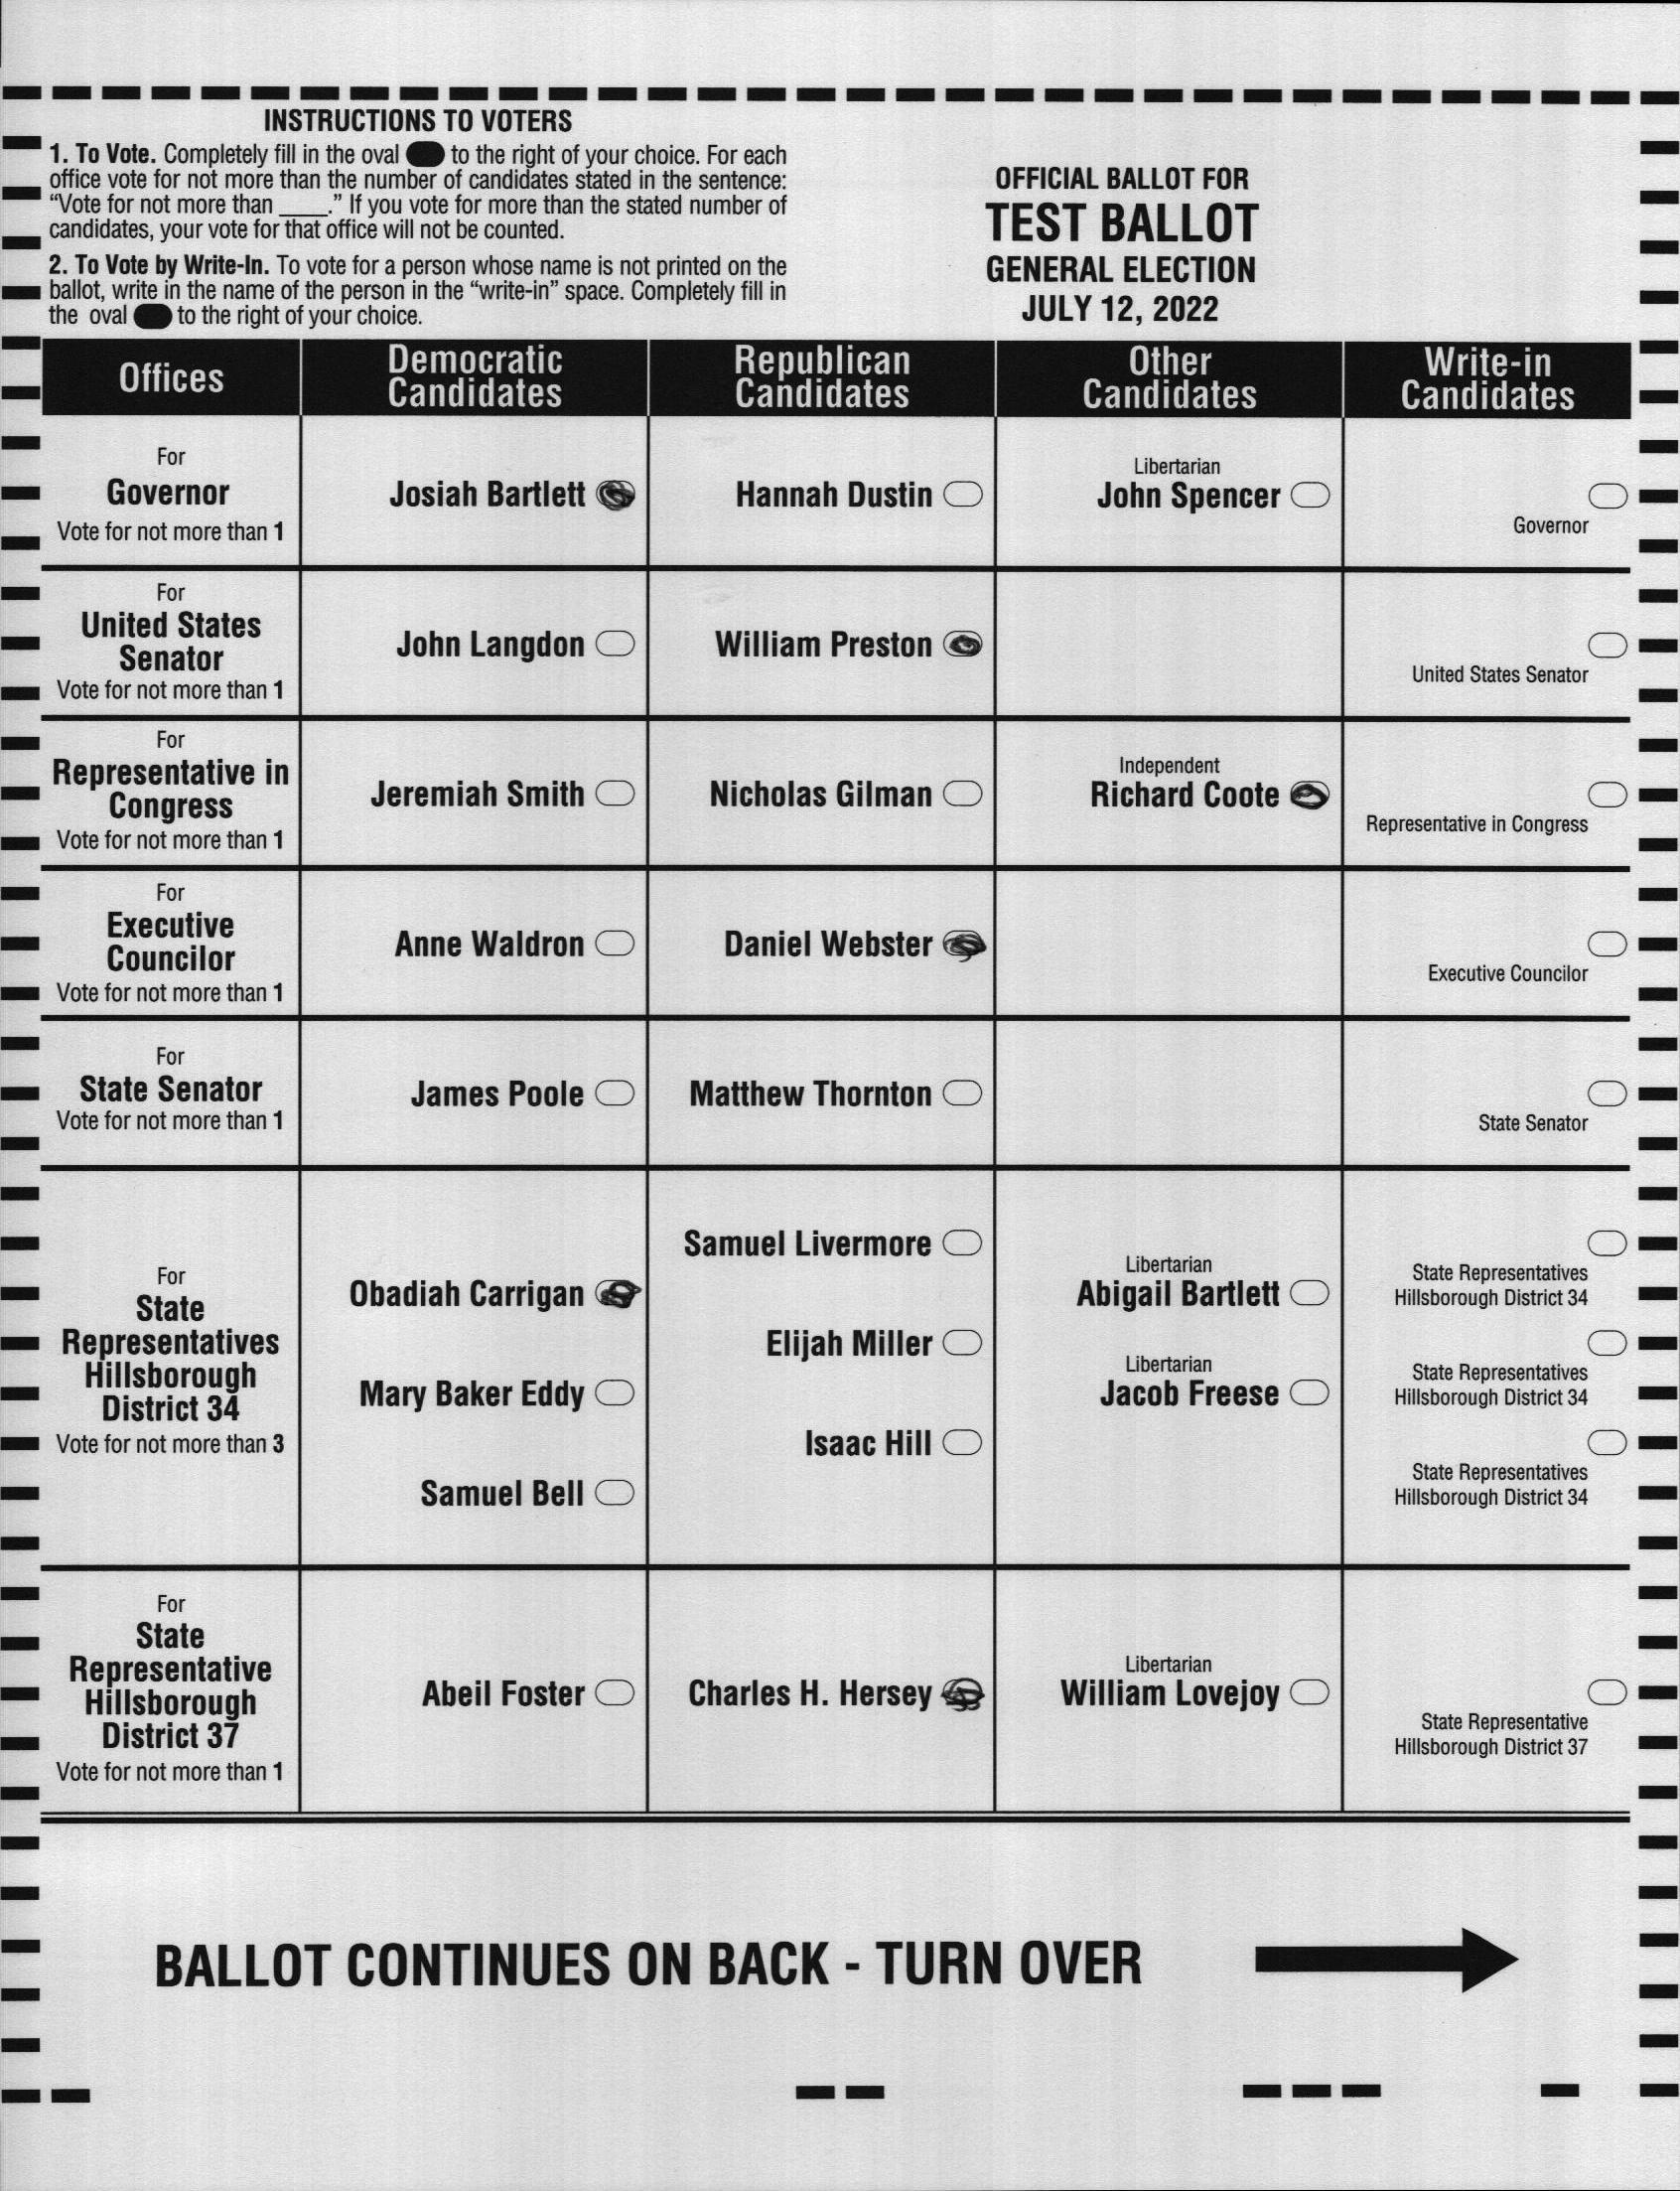 INSTRUCTIONS TO VOTERS
1. To Vote. Completely fill in the oval to the right of your choice. For each
office vote for not more than the number of candidates stated in the sentence:
“Vote for not more than ____.” If you vote for more than the stated number of
candidates, your vote for that office will not be counted.
2. To Vote by Write-In. To vote for a person whose name is not printed on the
ballot, write in the name of the person in the “write-in” space. Completely fill in
the oval to the right of your choice.
OFFICIAL BALLOT FOR
TEST BALLOT
GENERAL ELECTION
JULY 12, 2022
Offices
Democratic
Candidates
Republican
Candidates
Other
Candidates
Write-in
Candidates
For
Governor
Vote for not more than 1
Josiah Bartlett
Hannah Dustin
Libertarian
John Spencer
Governor
For
United States
Senator
Vote for not more than 1
John Langdon
William Preston
United States Senator
For
Representative in
Congress
Vote for not more than 1
Jeremiah Smith
Nicholas Gilman
Independent
Richard Coote
Representative in Congress
For
Executive
Councilor
Vote for not more than 1
Anne Waldron
Daniel Webster
Executive Councilor
For
State Senator
Vote for not more than 1
James Poole
Matthew Thornton
State Senator
For
State
Representatives
Hillsborough
District 34
Vote for not more than 3
Obadiah Carrigan
Mary Baker Eddy
Samuel Bell
Samuel Livermore
Elijah Miller
Isaac Hill
Libertarian
Abigail Bartlett
Libertarian
Jacob Freese
State Representatives
Hillsborough District 34
State Representatives
Hillsborough District 34
State Representatives
Hillsborough District 34
For
State
Representative
Hillsborough
District 37
Vote for not more than 1
Abeil Foster
Charles H. Hersey
Libertarian
William Lovejoy
State Representative
Hillsborough District 37
BALLOT CONTINUES ON BACK - TURN OVER